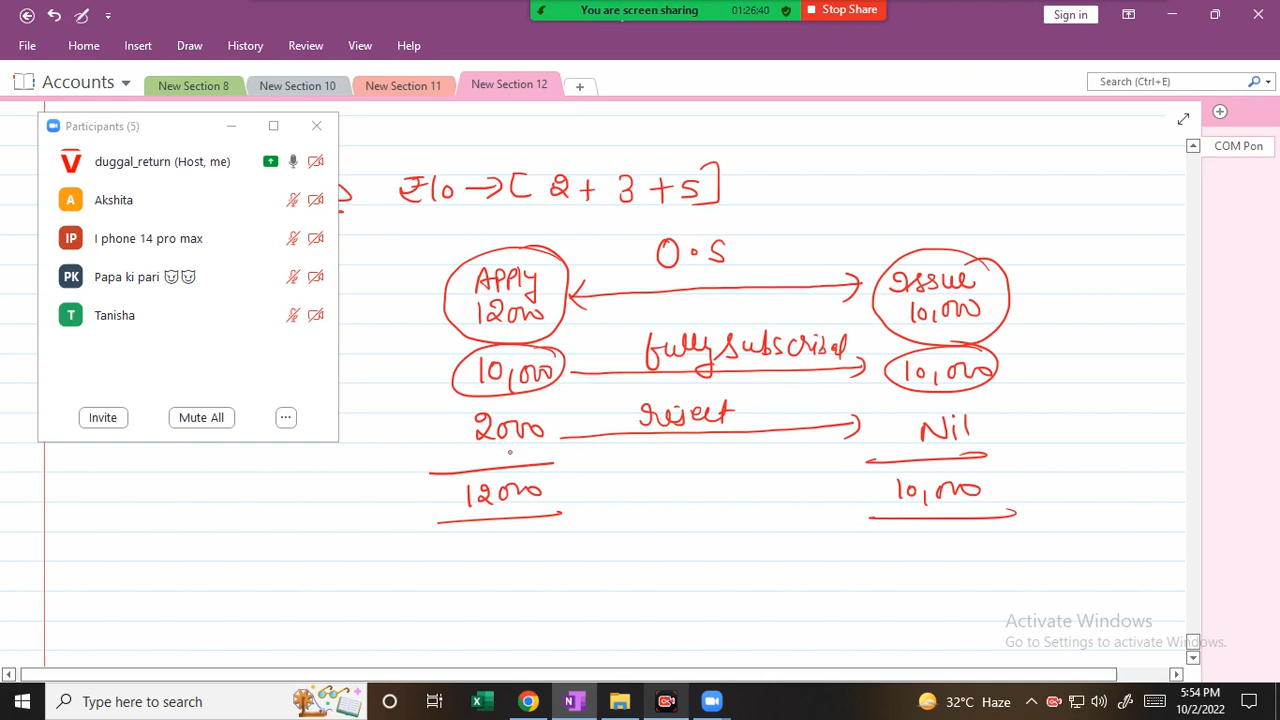 You are screen sharing 01:26:40 Stop Share
Sign in
File Home Insert Draw History Review View Help
Accounts New Section 8 New Section 10 New Section 11 New Section 12
Search (Ctrl+E)
COM Pon
Participants (5)
duggal_return (Host, me)
A Akshita
IP I phone 14 pro max
PK Papa ki pari 🐱🐱
T Tanisha
Invite Mute All ...
₹10 → [ 2 + 3 + 5 ]
O.S
Apply Issue
12000 10,000
10,000 fully subscribed 10,000
2000 reject Nil
12000 10,000
Activate Windows
Go to Settings to activate Windows.
Type here to search
32°C Haze
5:54 PM
10/2/2022